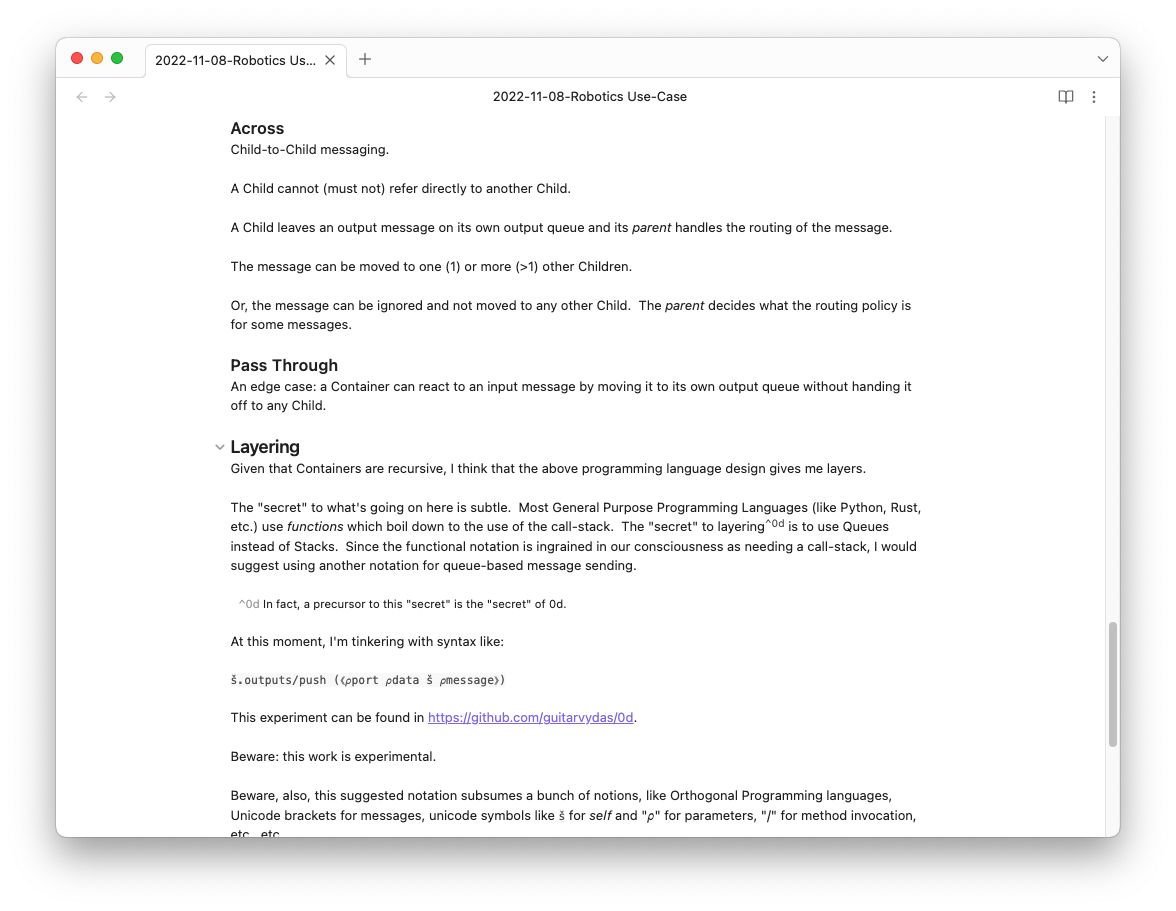 2022-11-08-Robotics Us...
2022-11-08-Robotics Use-Case
Across
Child-to-Child messaging.
A Child cannot (must not) refer directly to another Child.
A Child leaves an output message on its own output queue and its parent handles the routing of the message.
The message can be moved to one (1) or more (>1) other Children.
Or, the message can be ignored and not moved to any other Child.  The parent decides what the routing policy is
for some messages.
Pass Through
An edge case: a Container can react to an input message by moving it to its own output queue without handing it
off to any Child.
Layering
Given that Containers are recursive, I think that the above programming language design gives me layers.
The "secret" to what's going on here is subtle.  Most General Purpose Programming Languages (like Python, Rust,
etc.) use functions which boil down to the use of the call-stack.  The "secret" to layering^0d is to use Queues
instead of Stacks.  Since the functional notation is ingrained in our consciousness as needing a call-stack, I would
suggest using another notation for queue-based message sending.
^0d In fact, a precursor to this "secret" is the "secret" of 0d.
At this moment, I'm tinkering with syntax like:
š.outputs/push (❮ρport ρdata š ρmessage❯)
This experiment can be found in https://github.com/guitarvydas/0d.
Beware: this work is experimental.
Beware, also, this suggested notation subsumes a bunch of notions, like Orthogonal Programming languages,
Unicode brackets for messages, unicode symbols like š for self and "ρ" for parameters, "/" for method invocation,
etc., etc.